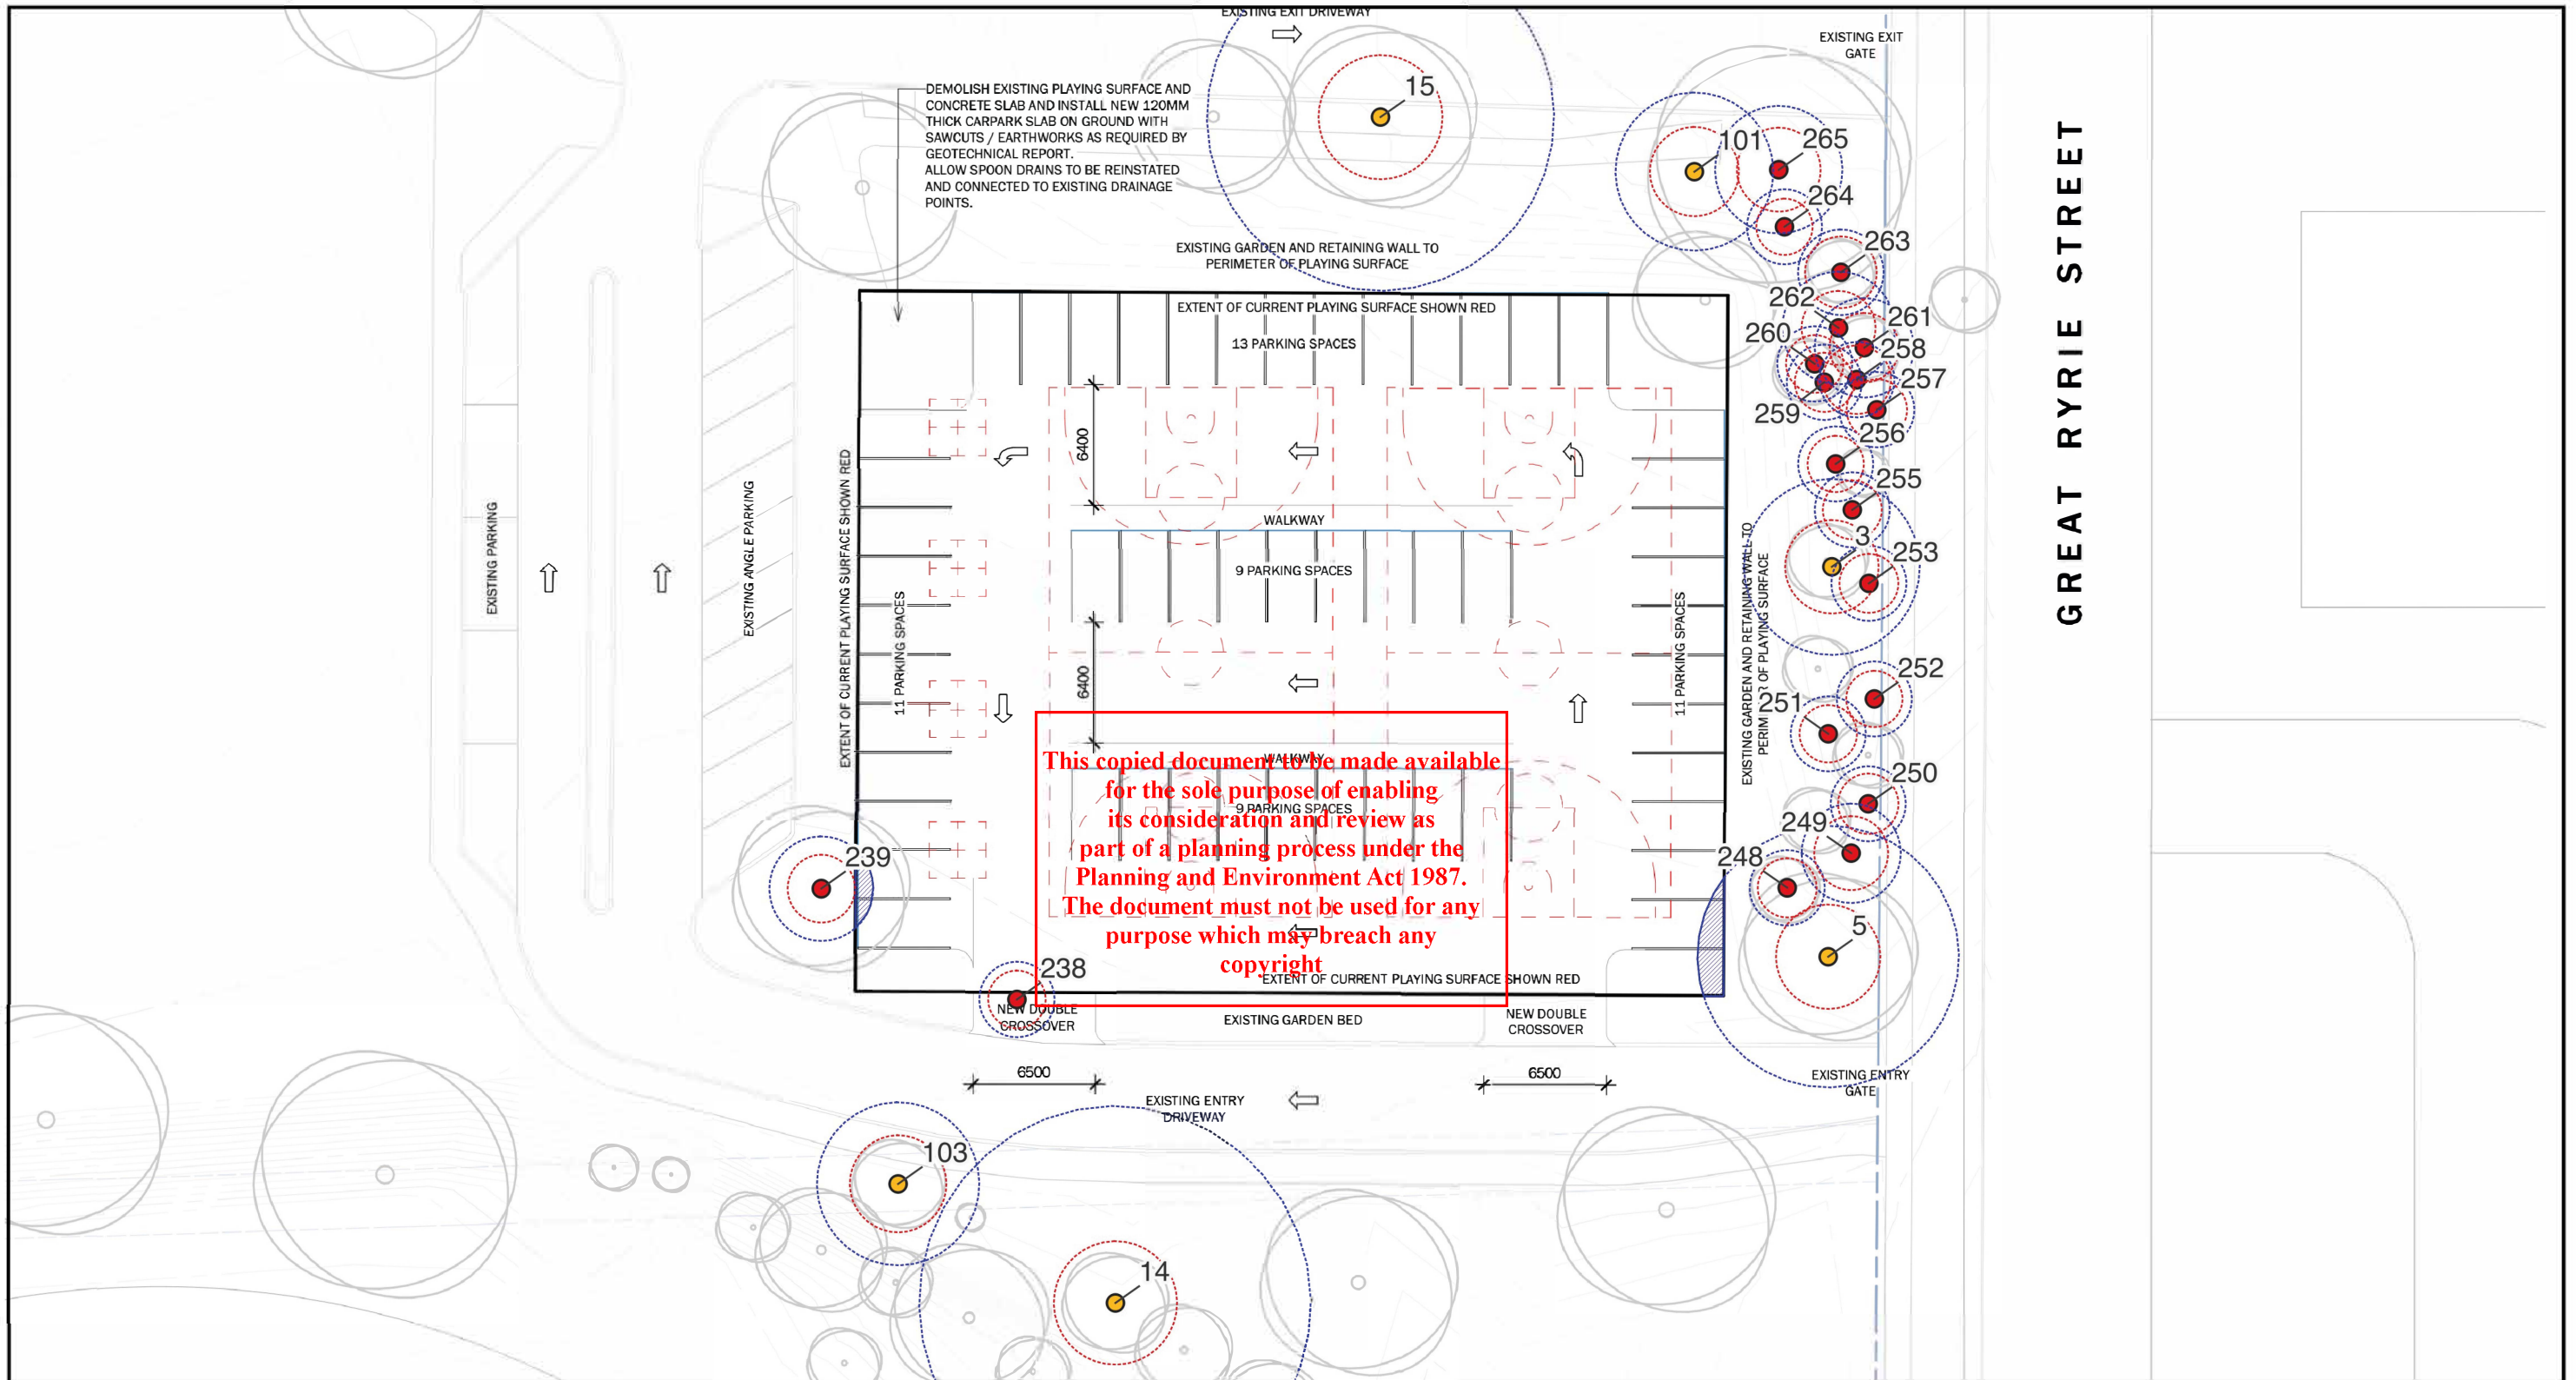 EXISTING EXIT DRIVEWAY
EXISTING EXIT
GATE
15
DEMOLISH EXISTING PLAYING SURFACE AND
CONCRETE SLAB AND INSTALL NEW 120MM
THICK CARPARK SLAB ON GROUND WITH
SAWCUTS / EARTHWORKS AS REQUIRED BY
GEOTECHNICAL REPORT.
ALLOW SPOON DRAINS TO BE REINSTATED
AND CONNECTED TO EXISTING DRAINAGE
POINTS.
101
265
264
263
EXISTING GARDEN AND RETAINING WALL TO
PERIMETER OF PLAYING SURFACE
EXTENT OF CURRENT PLAYING SURFACE SHOWN RED
13 PARKING SPACES
262
261
260
258
257
259
256
255
3
253
GREAT RYRIE STREET
6400
WALKWAY
9 PARKING SPACES
EXISTING PARKING
EXISTING ANGLE PARKING
EXTENT OF CURRENT PLAYING SURFACE SHOWN RED
11 PARKING SPACES
11 PARKING SPACES
EXISTING GARDEN AND RETAINING WALL TO
PERIMETER OF PLAYING SURFACE
6400
252
251
250
249
248
5
WALKWAY
9 PARKING SPACES
This copied document to be made available
for the sole purpose of enabling
its consideration and review as
part of a planning process under the
Planning and Environment Act 1987.
The document must not be used for any
purpose which may breach any
copyright
239
238
EXTENT OF CURRENT PLAYING SURFACE SHOWN RED
NEW DOUBLE
CROSSOVER
EXISTING GARDEN BED
NEW DOUBLE
CROSSOVER
6500
6500
EXISTING ENTRY
GATE
EXISTING ENTRY
DRIVEWAY
103
14